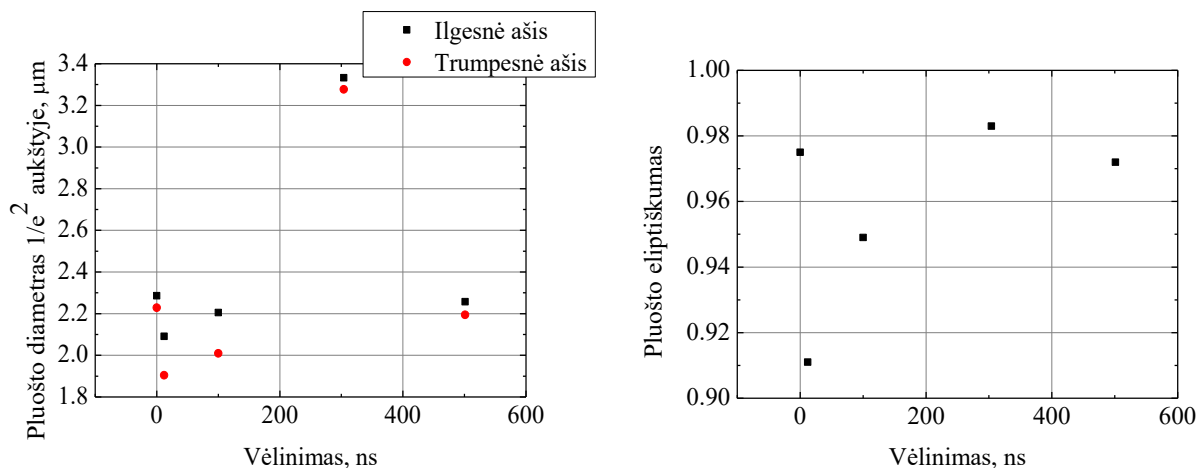 Ilgesnė ašis
Trumpesnė ašis
Pluošto diametras 1/e2 aukštyje, μm
3.4
3.2
3.0
2.8
2.6
2.4
2.2
2.0
1.8
0 200 400 600
Vėlinimas, ns
Pluošto eliptiškumas
1.00
0.98
0.96
0.94
0.92
0.90
0 200 400 600
Vėlinimas, ns